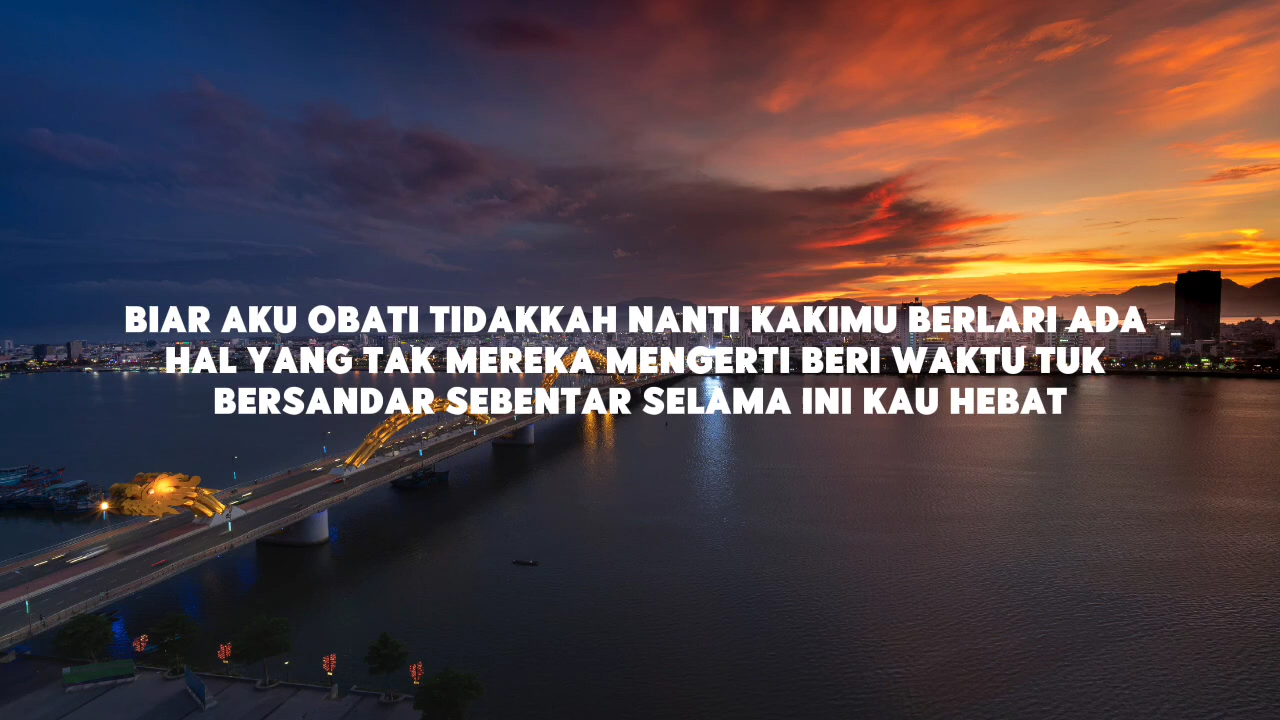 BIAR AKU OBATI TIDAKKAH NANTI KAKIMU BERLARI ADA
HAL YANG TAK MEREKA MENGERTI BERI WAKTU TUK
BERSANDAR SEBENTAR SELAMA INI KAU HEBAT